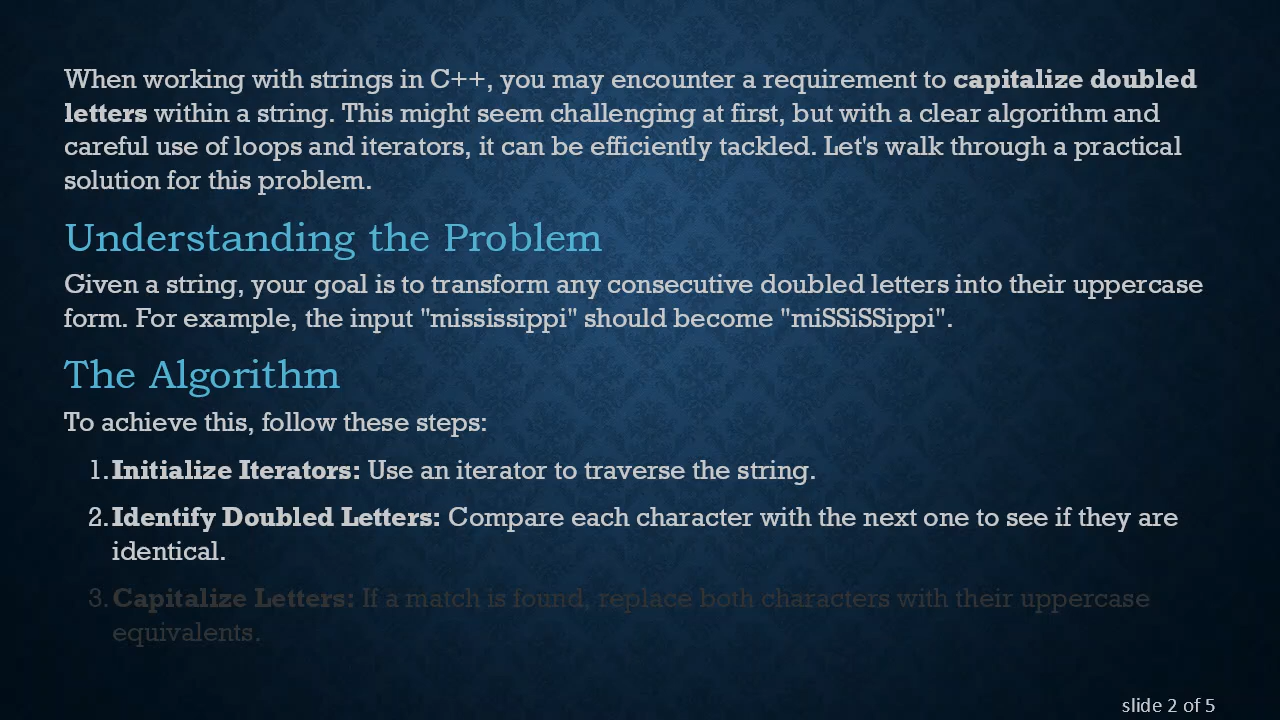 When working with strings in C++, you may encounter a requirement to capitalize doubled
letters within a string. This might seem challenging at first, but with a clear algorithm and
careful use of loops and iterators, it can be efficiently tackled. Let's walk through a practical
solution for this problem.
Understanding the Problem
Given a string, your goal is to transform any consecutive doubled letters into their uppercase
form. For example, the input "mississippi" should become "miSSiSSippi".
The Algorithm
To achieve this, follow these steps:
1. Initialize Iterators: Use an iterator to traverse the string.
2. Identify Doubled Letters: Compare each character with the next one to see if they are
identical.
3. Capitalize Letters: If a match is found, replace both characters with their uppercase
equivalents.
slide 2 of 5